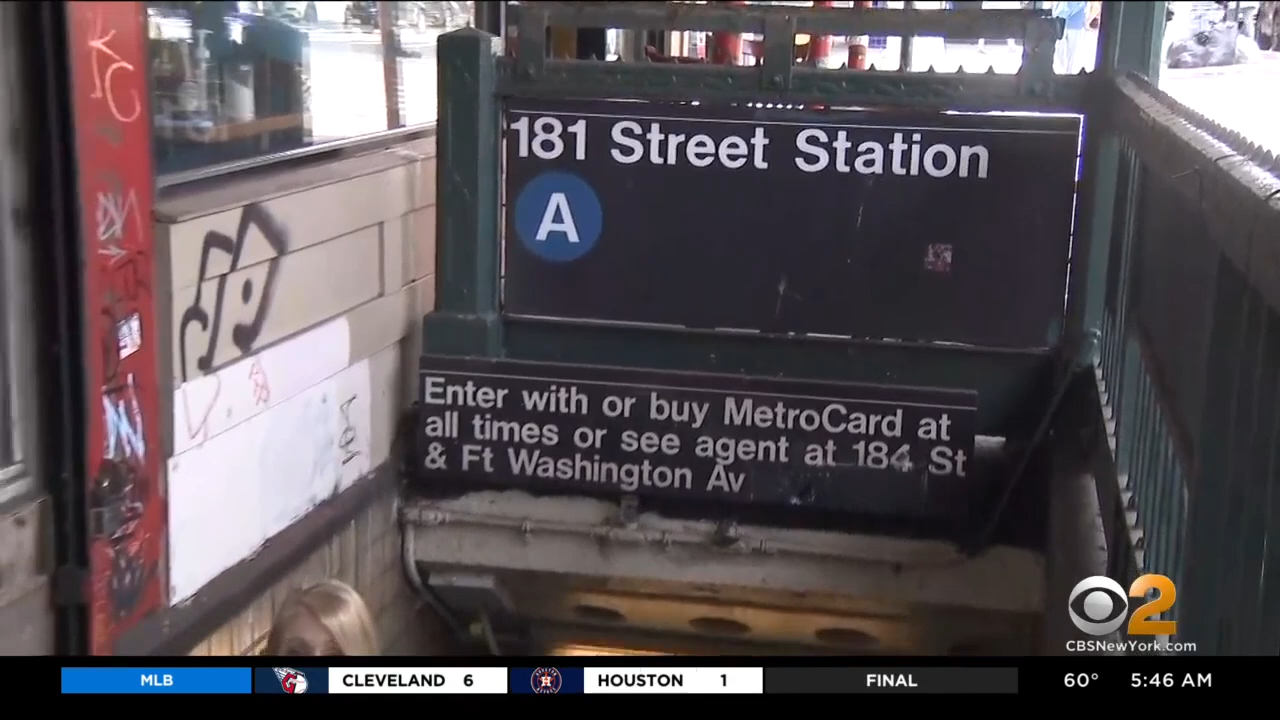 181 Street Station
A
Enter with or buy MetroCard at
all times or see agent at 184 St
& Ft Washington Av
2
CBSNewYork.com
MLB CLEVELAND 6 HOUSTON 1 FINAL 60° 5:46 AM